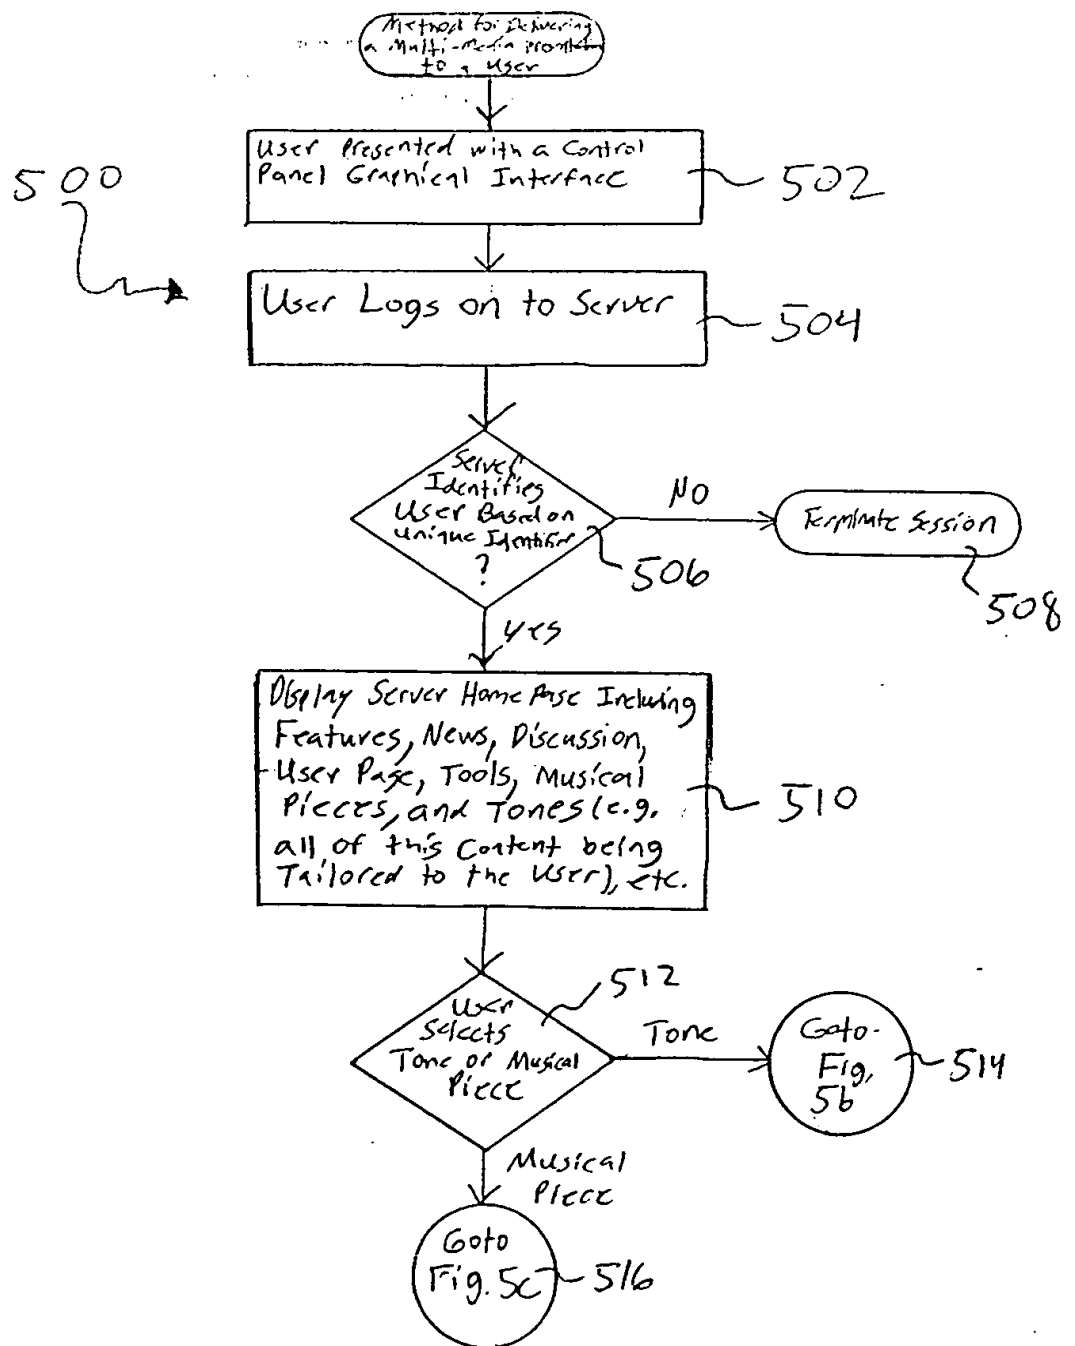 Method for Delivering
a Multi-Media
to a User
User Presented with a Control
Panel Graphical Interface
502
500
User Logs on to Server
504
Server
Identifies
User Based on
Unique Identifier
?
506
NO
Terminate Session
508
Yes
Display Server Home Page Including
Features, News, Discussion,
User Page, Tools, Musical
Pieces, and Tones (e.g.
all of this Content being
Tailored to the User), etc.
510
512
User
Selects
Tone or Musical
Piece
Tone
Goto
Fig.
5b
514
Musical
Piece
Goto
Fig. 5c
516